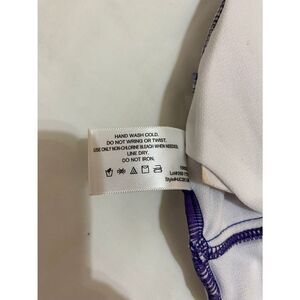 HAND WASH COLD.
DO NOT WRING OR TWIST.
USE ONLY NON-CHLORINE BLEACH WHEN NEEDED.
LINE DRY.
DO NOT IRON.